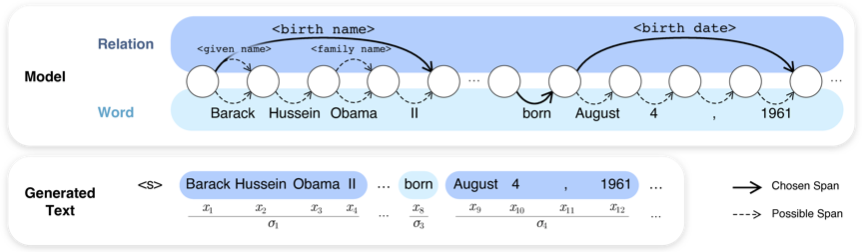 Relation
<birth name>
<birth date>
<given name>
<family name>
Model
...
...
Word
Barack Hussein Obama II born August 4 , 1961
Generated Text
<s> Barack Hussein Obama II ... born August 4 , 1961 ...
x₁ x₂ x₃ x₄ ... x₈ x₉ x₁₀ x₁₁ x₁₂ ...
σ₁ σ₃ σ₁
Chosen Span
Possible Span